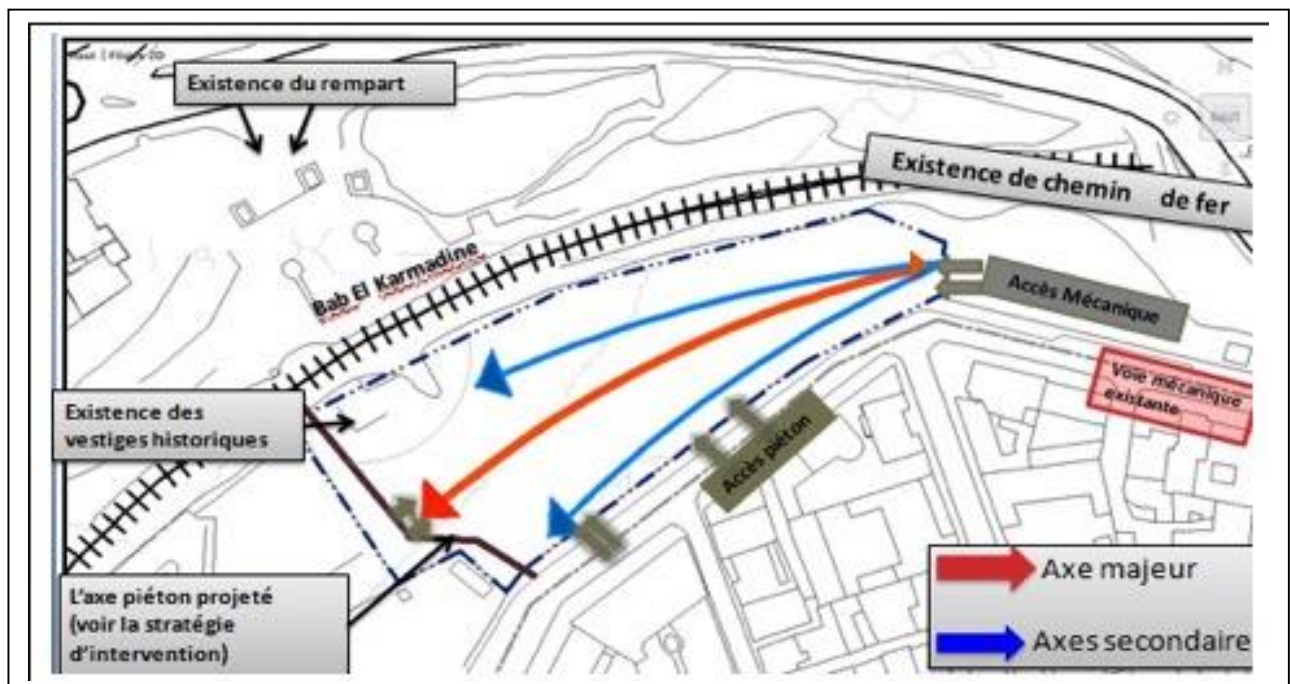 Existence du rempart
Existence de chemin de fer
Bab El Karmadine
Accès Mécanique
Voie mécanique
existante
Existence des
vestiges historiques
Accès piéton
L'axe piéton projeté
(voir la stratégie
d'intervention)
Axe majeur
Axes secondaire